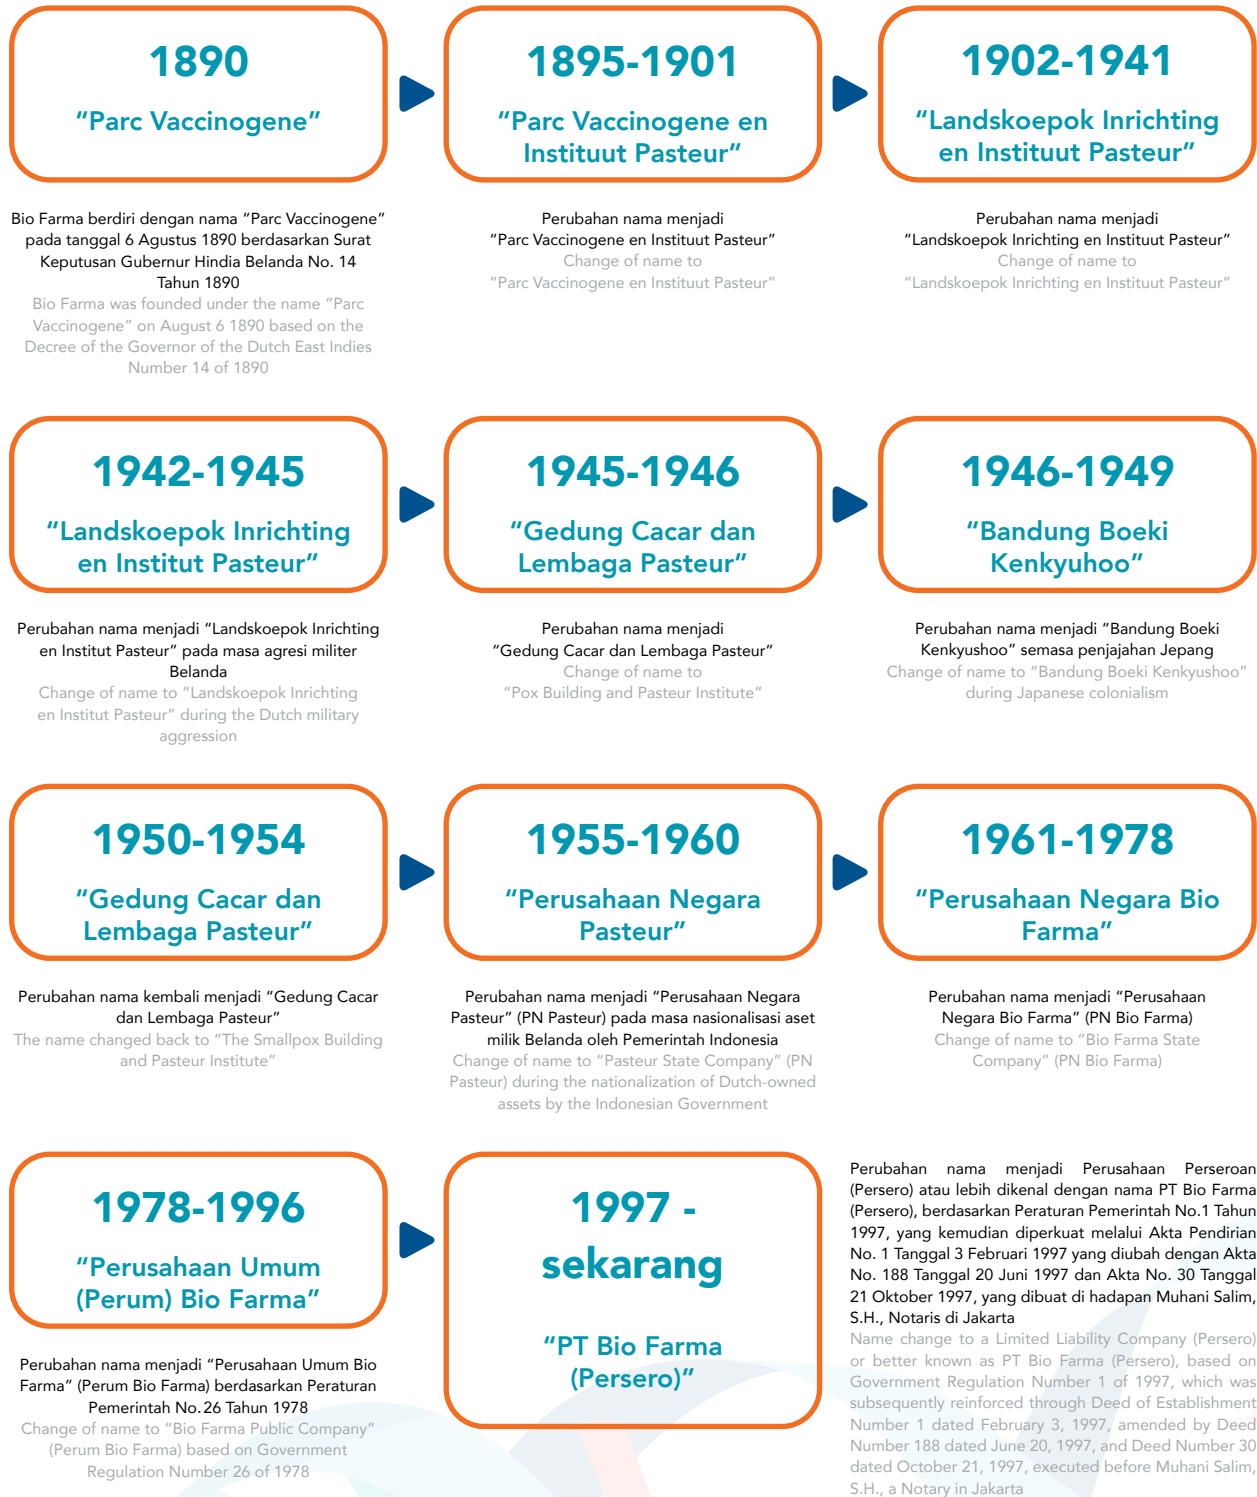 1890
“Parc Vaccinogene”
Bio Farma berdiri dengan nama “Parc Vaccinogene”
pada tanggal 6 Agustus 1890 berdasarkan Surat
Keputusan Gubernur Hindia Belanda No. 14
Tahun 1890
Bio Farma was founded under the name “Parc
Vaccinogene” on August 6 1890 based on the
Decree of the Governor of the Dutch East Indies
Number 14 of 1890
1895-1901
“Parc Vaccinogene en
Instituut Pasteur”
Perubahan nama menjadi
“Parc Vaccinogene en Instituut Pasteur”
Change of name to
“Parc Vaccinogene en Instituut Pasteur”
1902-1941
“Landskoepok Inrichting
en Instituut Pasteur”
Perubahan nama menjadi
“Landskoepok Inrichting en Instituut Pasteur”
Change of name to
“Landskoepok Inrichting en Instituut Pasteur”
1942-1945
“Landskoepok Inrichting
en Institut Pasteur”
Perubahan nama menjadi “Landskoepok Inrichting
en Institut Pasteur” pada masa agresi militer
Belanda
Change of name to “Landskoepok Inrichting
en Institut Pasteur” during the Dutch military
aggression
1945-1946
“Gedung Cacar dan
Lembaga Pasteur”
Perubahan nama menjadi
“Gedung Cacar dan Lembaga Pasteur”
Change of name to
“Pox Building and Pasteur Institute”
1946-1949
“Bandung Boeki
Kenkyuhoo”
Perubahan nama menjadi “Bandung Boeki
Kenkyushoo” semasa penjajahan Jepang
Change of name to “Bandung Boeki Kenkyushoo”
during Japanese colonialism
1950-1954
“Gedung Cacar dan
Lembaga Pasteur”
Perubahan nama kembali menjadi “Gedung Cacar
dan Lembaga Pasteur”
The name changed back to “The Smallpox Building
and Pasteur Institute”
1955-1960
“Perusahaan Negara
Pasteur”
Perubahan nama menjadi “Perusahaan Negara
Pasteur” (PN Pasteur) pada masa nasionalisasi aset
milik Belanda oleh Pemerintah Indonesia
Change of name to “Pasteur State Company” (PN
Pasteur) during the nationalization of Dutch-owned
assets by the Indonesian Government
1961-1978
“Perusahaan Negara Bio
Farma”
Perubahan nama menjadi “Perusahaan
Negara Bio Farma” (PN Bio Farma)
Change of name to “Bio Farma State
Company” (PN Bio Farma)
1978-1996
“Perusahaan Umum
(Perum) Bio Farma”
Perubahan nama menjadi “Perusahaan Umum Bio
Farma” (Perum Bio Farma) berdasarkan Peraturan
Pemerintah No.26 Tahun 1978
Change of name to “Bio Farma Public Company”
(Perum Bio Farma) based on Government
Regulation Number 26 of 1978
1997 -
sekarang
“PT Bio Farma
(Persero)”
Perubahan nama menjadi Perusahaan Perseroan
(Persero) atau lebih dikenal dengan nama PT Bio Farma
(Persero), berdasarkan Peraturan Pemerintah No.1 Tahun
1997, yang kemudian diperkuat melalui Akta Pendirian
No. 1 Tanggal 3 Februari 1997 yang diubah dengan Akta
No. 188 Tanggal 20 Juni 1997 dan Akta No. 30 Tanggal
21 Oktober 1997, yang dibuat di hadapan Muhani Salim,
S.H., Notaris di Jakarta
Name change to a Limited Liability Company (Persero)
or better known as PT Bio Farma (Persero), based on
Government Regulation Number 1 of 1997, which was
subsequently reinforced through Deed of Establishment
Number 1 dated February 3, 1997, amended by Deed
Number 188 dated June 20, 1997, and Deed Number 30
dated October 21, 1997, executed before Muhani Salim,
S.H., a Notary in Jakarta